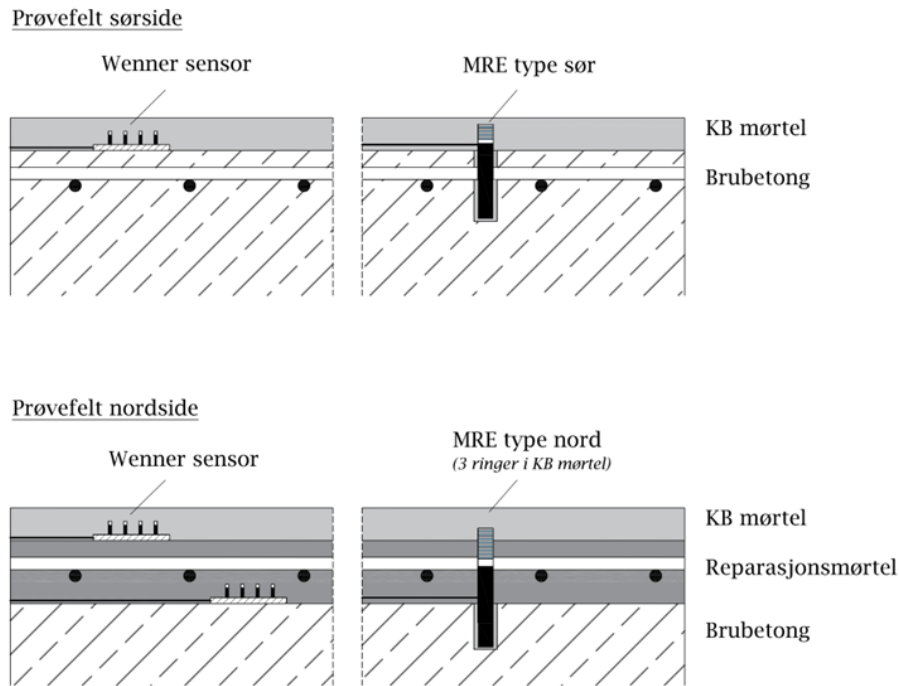 Prøvefelt sørside
Wenner sensor
MRE type sør
KB mørtel
Brubetong
Prøvefelt nordside
Wenner sensor
MRE type nord
(3 ringer i KB mørtel)
KB mørtel
Reparasjonsmørtel
Brubetong